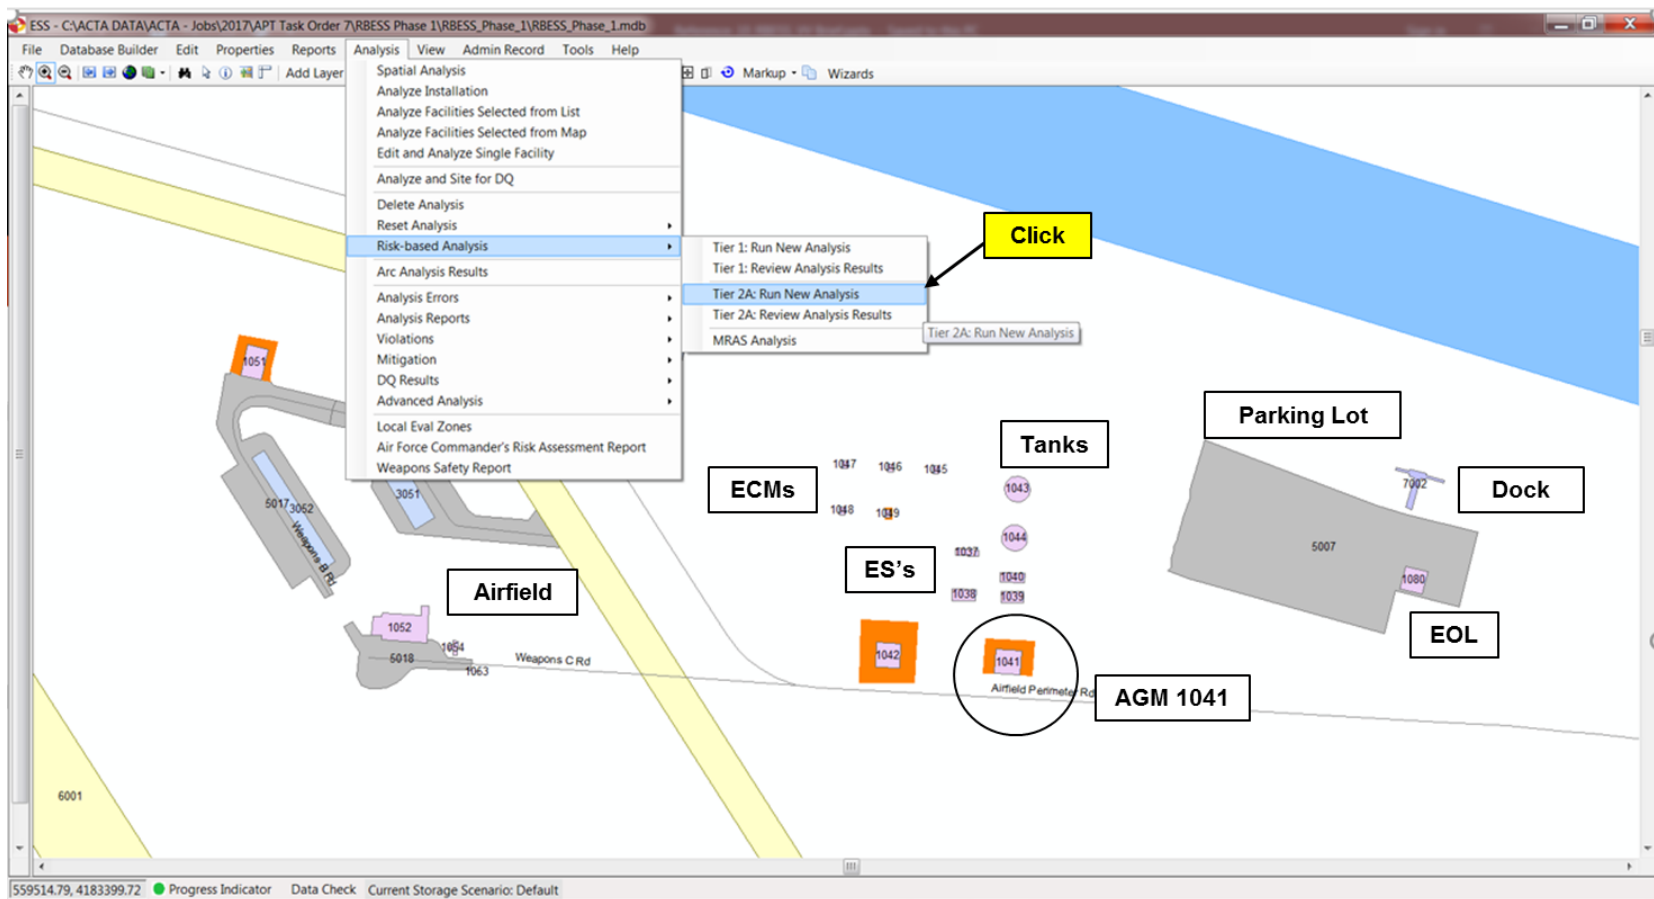 ESS - C:\ACTA DATA\ACTA - Jobs\2017\APT Task Order 7\RBESS Phase 1\RBESS_Phase_1\RBESS_Phase_1.mdb
File Database Builder Edit Properties Reports Analysis View Admin Record Tools Help
Add Layer Markup Wizards
Spatial Analysis
Analyze Installation
Analyze Facilities Selected from List
Analyze Facilities Selected from Map
Edit and Analyze Single Facility
Analyze and Site for DQ
Delete Analysis
Reset Analysis
Risk-based Analysis
Arc Analysis Results
Analysis Errors
Analysis Reports
Violations
Mitigation
DQ Results
Advanced Analysis
Local Eval Zones
Air Force Commander's Risk Assessment Report
Weapons Safety Report
Tier 1: Run New Analysis
Tier 1: Review Analysis Results
Tier 2A: Run New Analysis
Tier 2A: Review Analysis Results
MRAS Analysis
Tier 2A: Run New Analysis
Click
1051
Parking Lot
Tanks
1047 1046 1045
ECMs
1043
7002
Dock
3051
5017 3052
1048 1049
Weapons B Rd
1044
5007
1037
ES's
1040
1080
Airfield
1038 1039
1052
EOL
1054
5018
1063
Weapons C Rd
1042
1041
Airfield Perimeter Rd
AGM 1041
6001
559514.79, 4183399.72 Progress Indicator Data Check Current Storage Scenario: Default